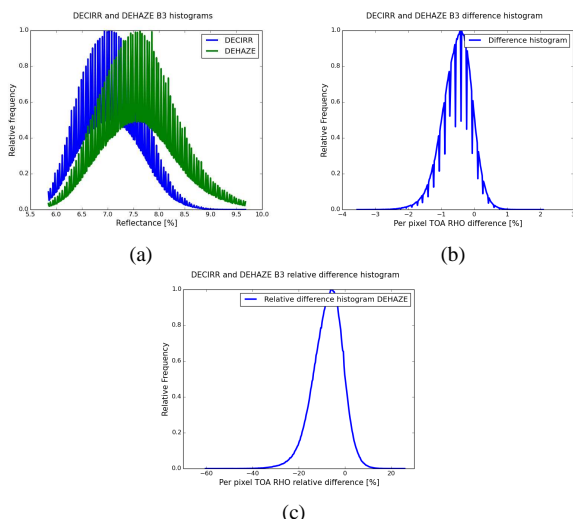 DECIRR and DEHAZE B3 histograms
DECIRR
DEHAZE
Relative frequency
1.0
0.8
0.6
0.4
0.2
0.0
5.5 6.0 6.5 7.0 7.5 8.0 8.5 9.0 9.5 10.0
Reflectance [%]
(a)
DECIRR and DEHAZE B3 difference histogram
Difference histogram
Relative Frequency
1.0
0.8
0.6
0.4
0.2
0.0
−4 −3 −2 −1 0 1 2 3
Per pixel TOA RHO difference [%]
(b)
DECIRR and DEHAZE B3 relative difference histogram
Relative difference histogram DEHAZE
Relative Frequency
1.0
0.8
0.6
0.4
0.2
0.0
−60 −40 −20 0 20
Per pixel TOA RHO relative difference [%]
(c)